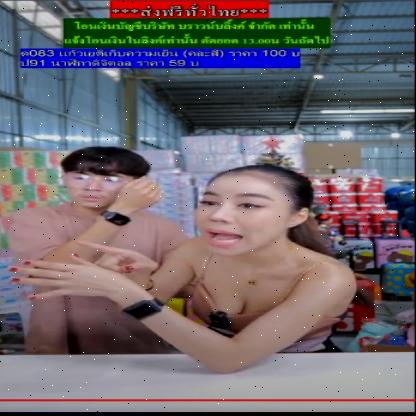 ***ส่งฟรีทั่วไทย***
โอนเงินบัญชีบริษัท บราวน์บลิ้งค์ จำกัด เท่านั้น
แจ้งโอนเงินในลิงค์เท่านั้น ตัดยอด 13.00น วันถัดไป
ต083 แก้วเยติเก็บความเย็น (คละสี) ราคา 100 บ
ป91 นาฬิกาดิจิตอล ราคา 59 บ